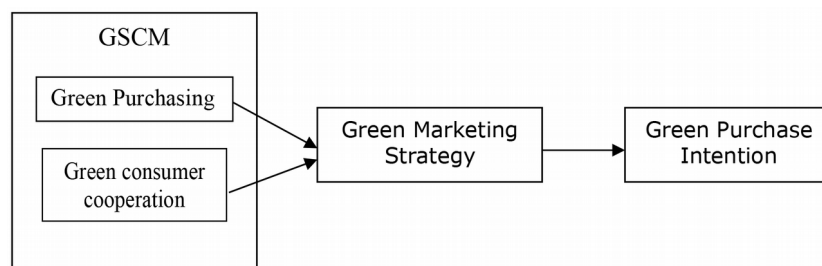 GSCM
Green Purchasing
Green consumer
cooperation
Green Marketing
Strategy
Green Purchase
Intention